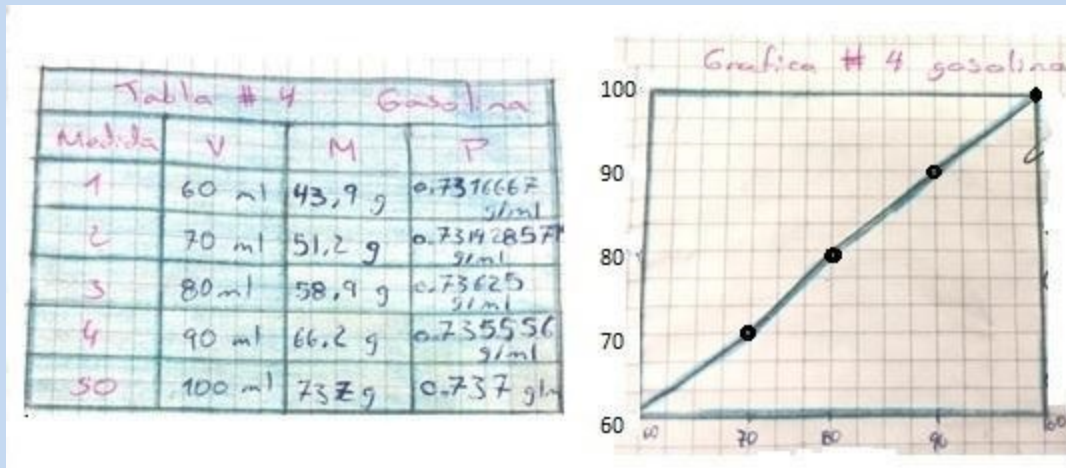 Tabla # 4 Gasolina
Medida V M P
1 60 ml 43,9 g 0.7316667 g/ml
2 70 ml 51,2 g 0.731428571 g/ml
3 80 ml 58,9 g 0.73625 g/ml
4 90 ml 66.2 g 0.735556 g/ml
50 100 ml g 0.737
Grafica # 4 gasolina
100
90
80
70
60
60 70 80 90